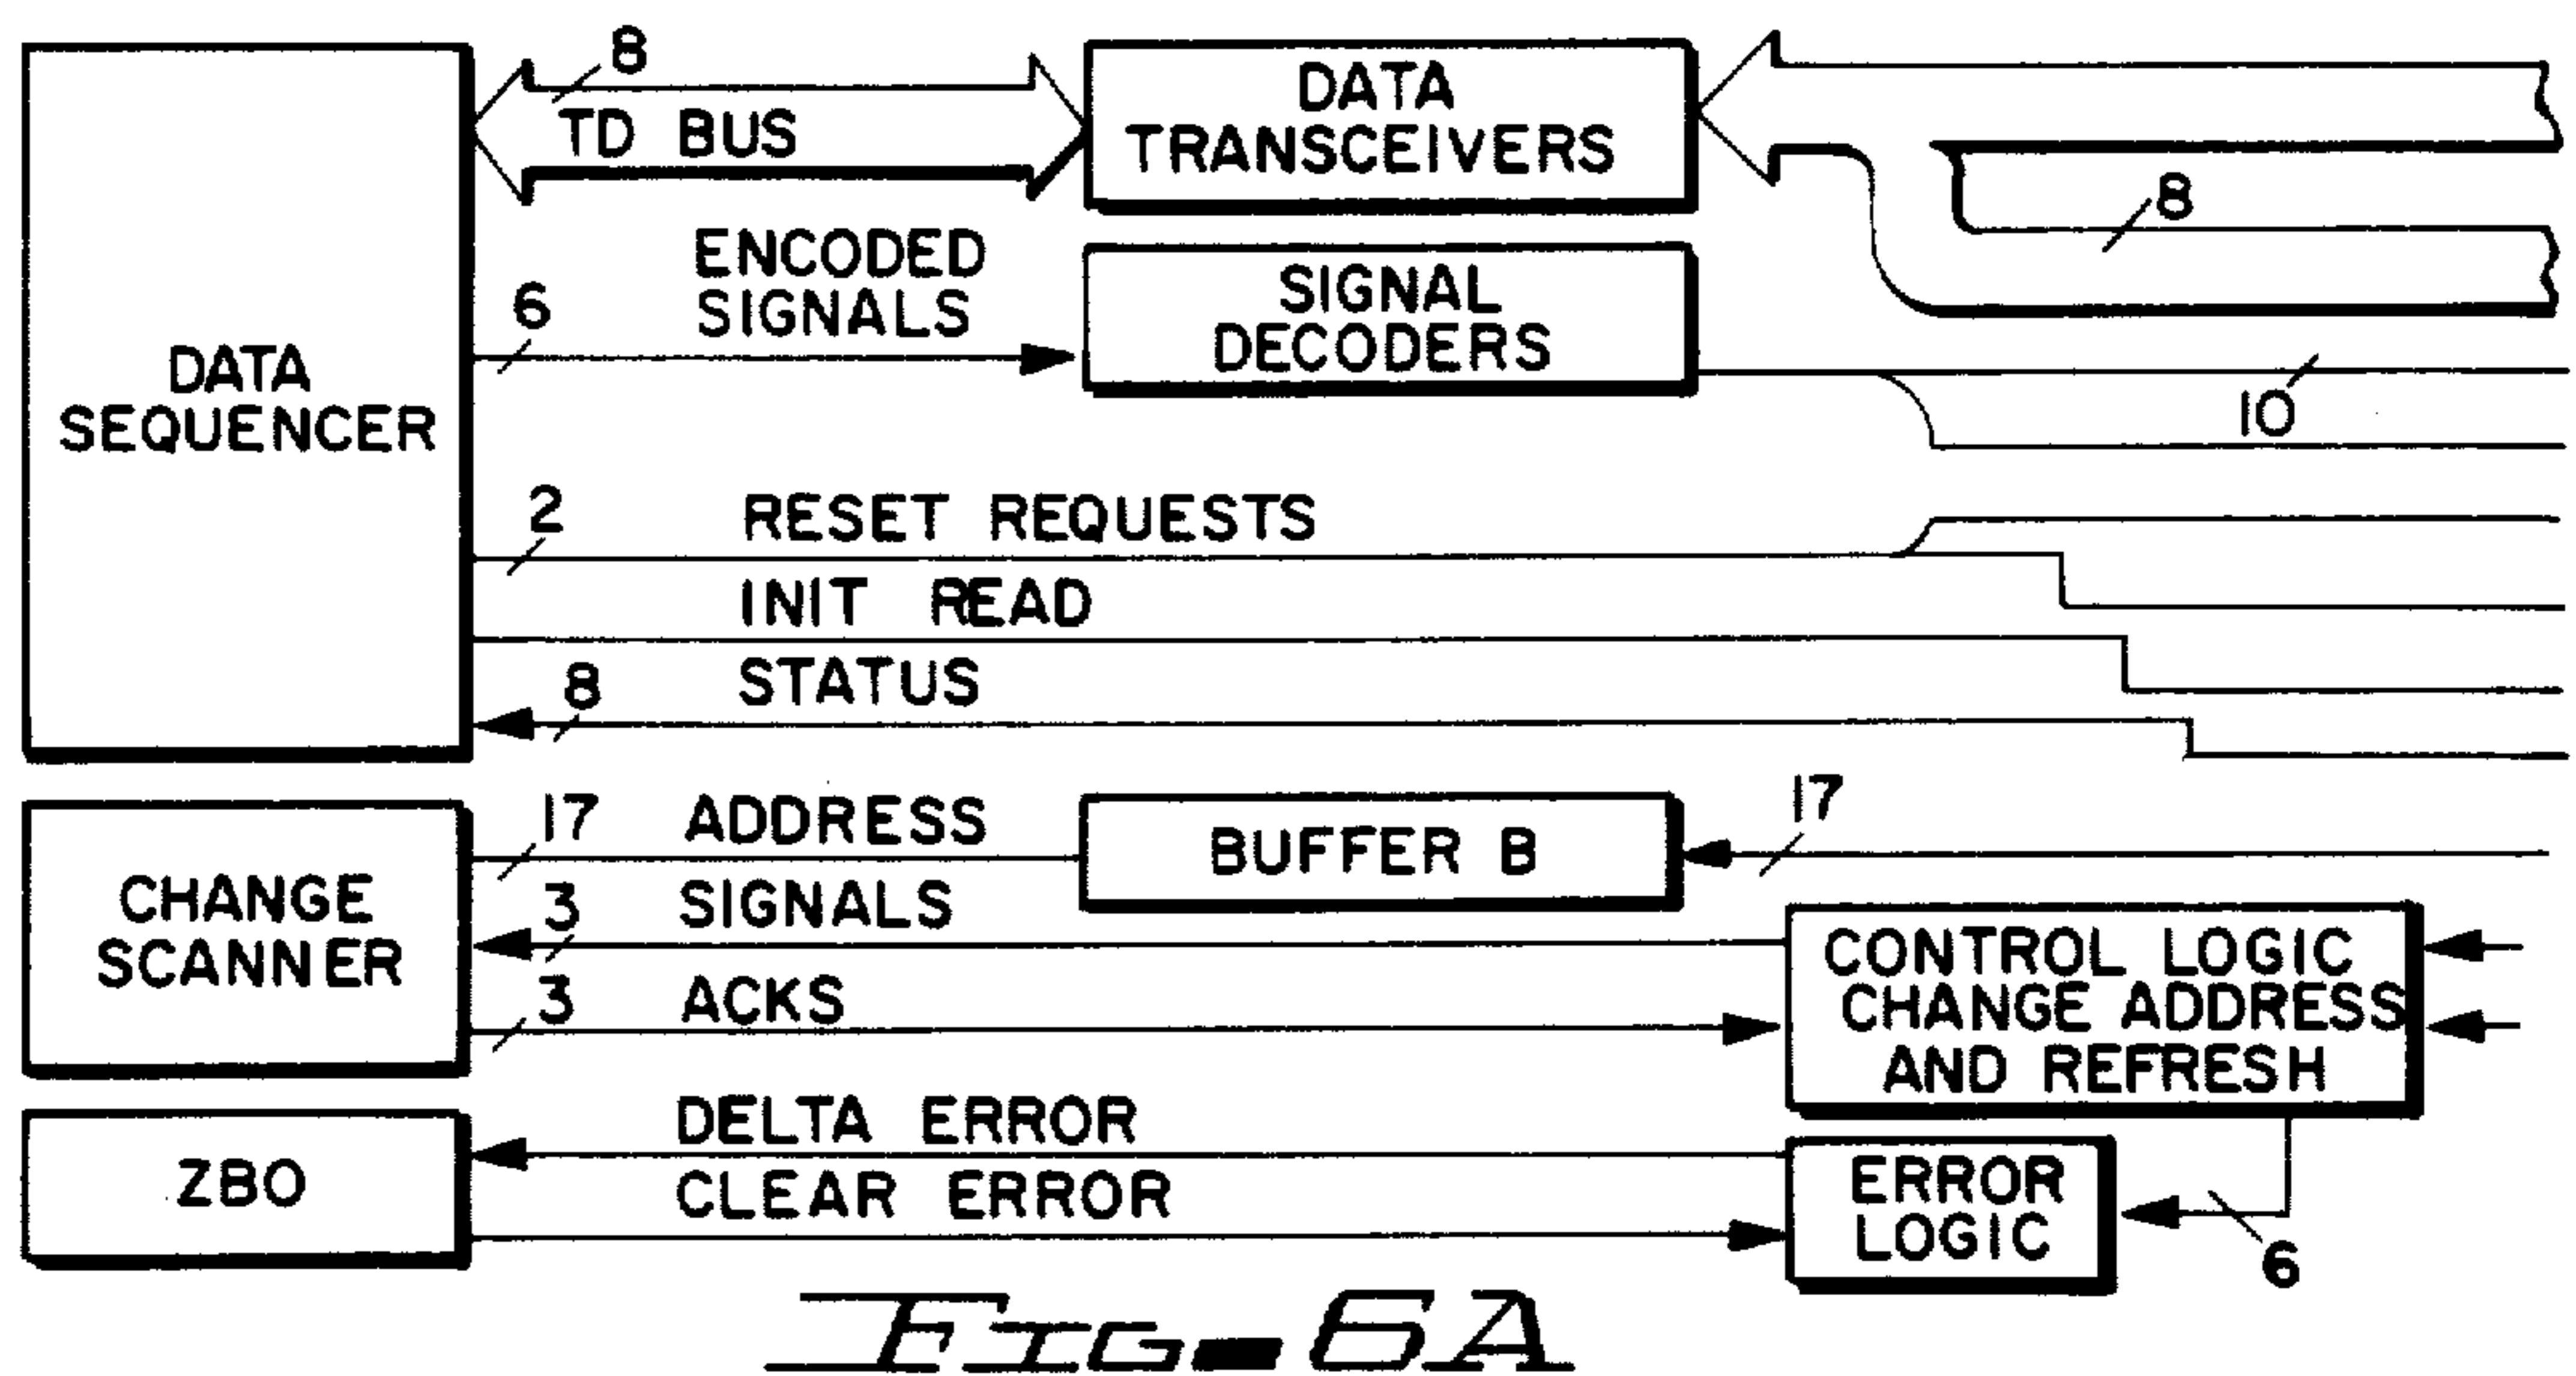 8
TD BUS
DATA
TRANSCEIVERS
8
ENCODED
SIGNALS
6
SIGNAL
DECODERS
10
DATA
SEQUENCER
2
RESET REQUESTS
INIT READ
8
STATUS
17
ADDRESS
BUFFER B
17
CHANGE
SCANNER
3
SIGNALS
3
ACKS
CONTROL LOGIC
CHANGE ADDRESS
AND REFRESH
ZBO
DELTA ERROR
CLEAR ERROR
ERROR
LOGIC
6
FIG-6A